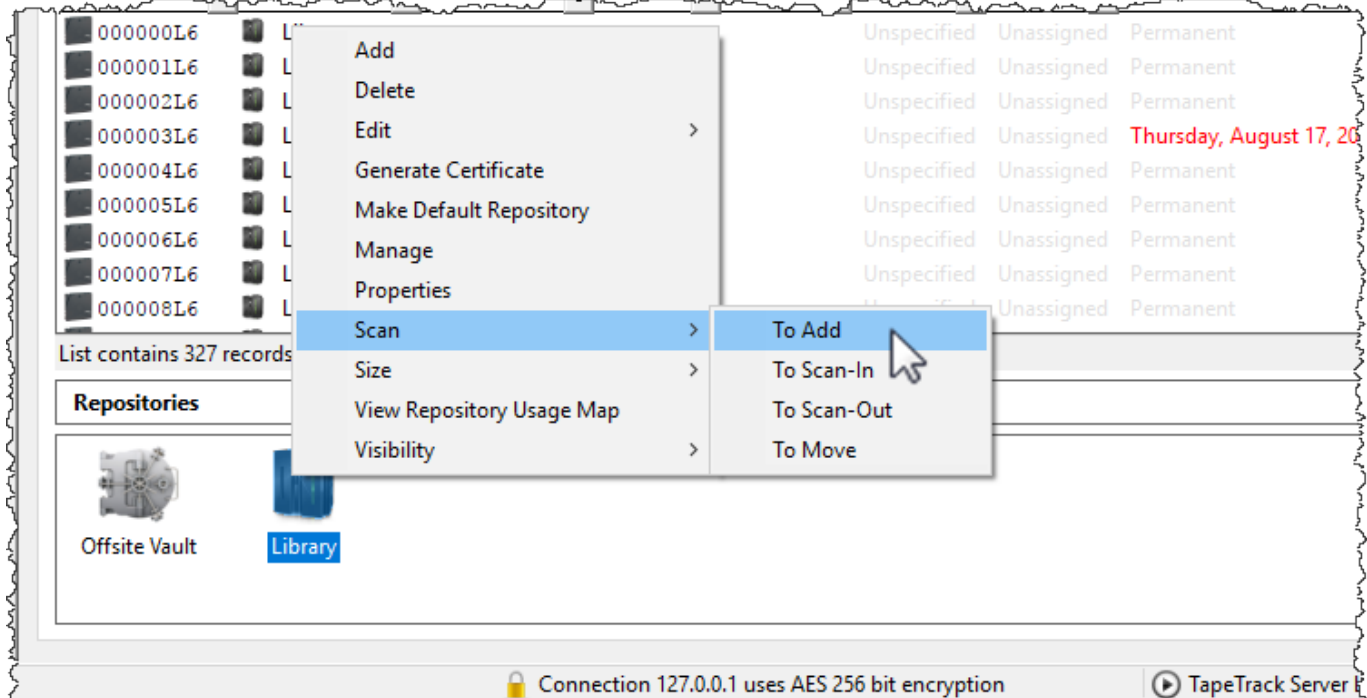 000000L6 Unspecified Unassigned Permanent
000001L6 L Unspecified Unassigned Permanent
000002L6 L Unspecified Unassigned Permanent
000003L6 L Unspecified Unassigned Thursday, August 17, 20
000004L6 L Unspecified Unassigned Permanent
000005L6 L Unspecified Unassigned Permanent
000006L6 L Unspecified Unassigned Permanent
000007L6 L Unspecified Unassigned Permanent
000008L6 L Unassigned Permanent
Add
Delete
Edit
Generate Certificate
Make Default Repository
Manage
Properties
Scan
Size
View Repository Usage Map
Visibility
To Add
To Scan-In
To Scan-Out
To Move
List contains 327 records
Repositories
Offsite Vault
Library
Connection 127.0.0.1 uses AES 256 bit encryption
TapeTrack Server